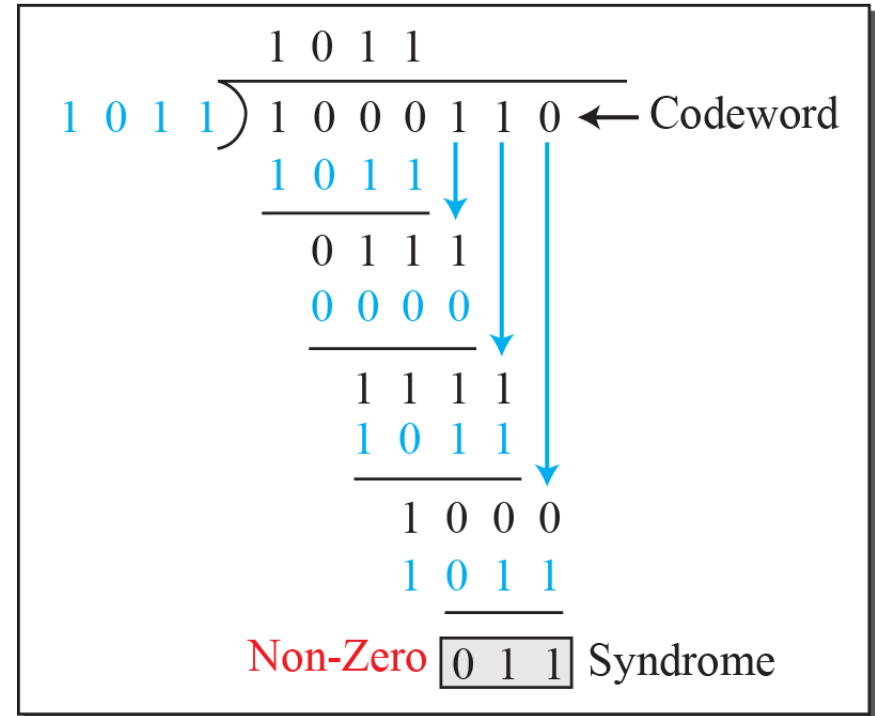 1 0 1 1
1 0 1 1 ) 1 0 0 0 1 1 0 ← Codeword
1 0 1 1
0 1 1 1
0 0 0 0
1 1 1 1
1 0 1 1
1 0 0 0
1 0 1 1
Non-Zero 0 1 1 Syndrome